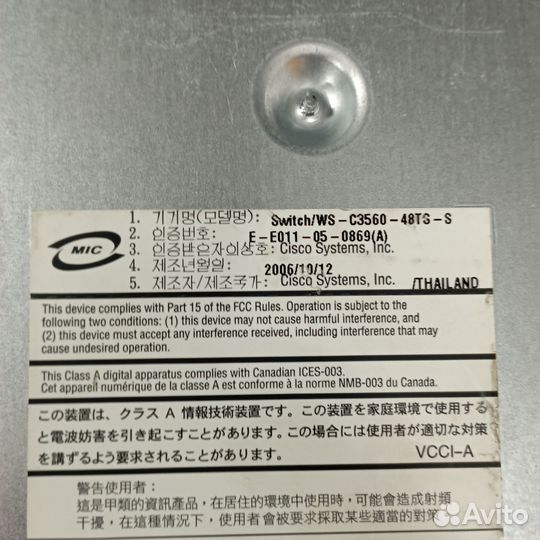 MIC
1. 기기명(모델명): Switch/WS-C3560-48TS-S
2. 인증번호: E-E011-05-0869(A)
3. 인증받은자의상호: Cisco Systems, Inc.
4. 제조년월일: 2006/10/12
5. 제조자/제조국가: Cisco Systems, Inc. /THAILAND
This device complies with Part 15 of the FCC Rules. Operation is subject to the
following two conditions: (1) this device may not cause harmful interference, and
(2) this device must accept any interference received, including interference that may
cause undesired operation.
This Class A digital apparatus complies with Canadian ICES-003.
Cet appareil numérique de la classe A est conforme à la norme NMB-003 du Canada.
この装置は、クラス A 情報技術装置です。この装置を家庭環境で使用する
と電波妨害を引き起こすことがあります。この場合には使用者が適切な対策
を講ずるよう要求されることがあります。 VCCI-A
警告使用者:
這是甲類的資訊產品，在居住的環境中使用時，可能會造成射頻
干擾，在這種情況下，使用者會被要求採取某些適當的對策
Avito